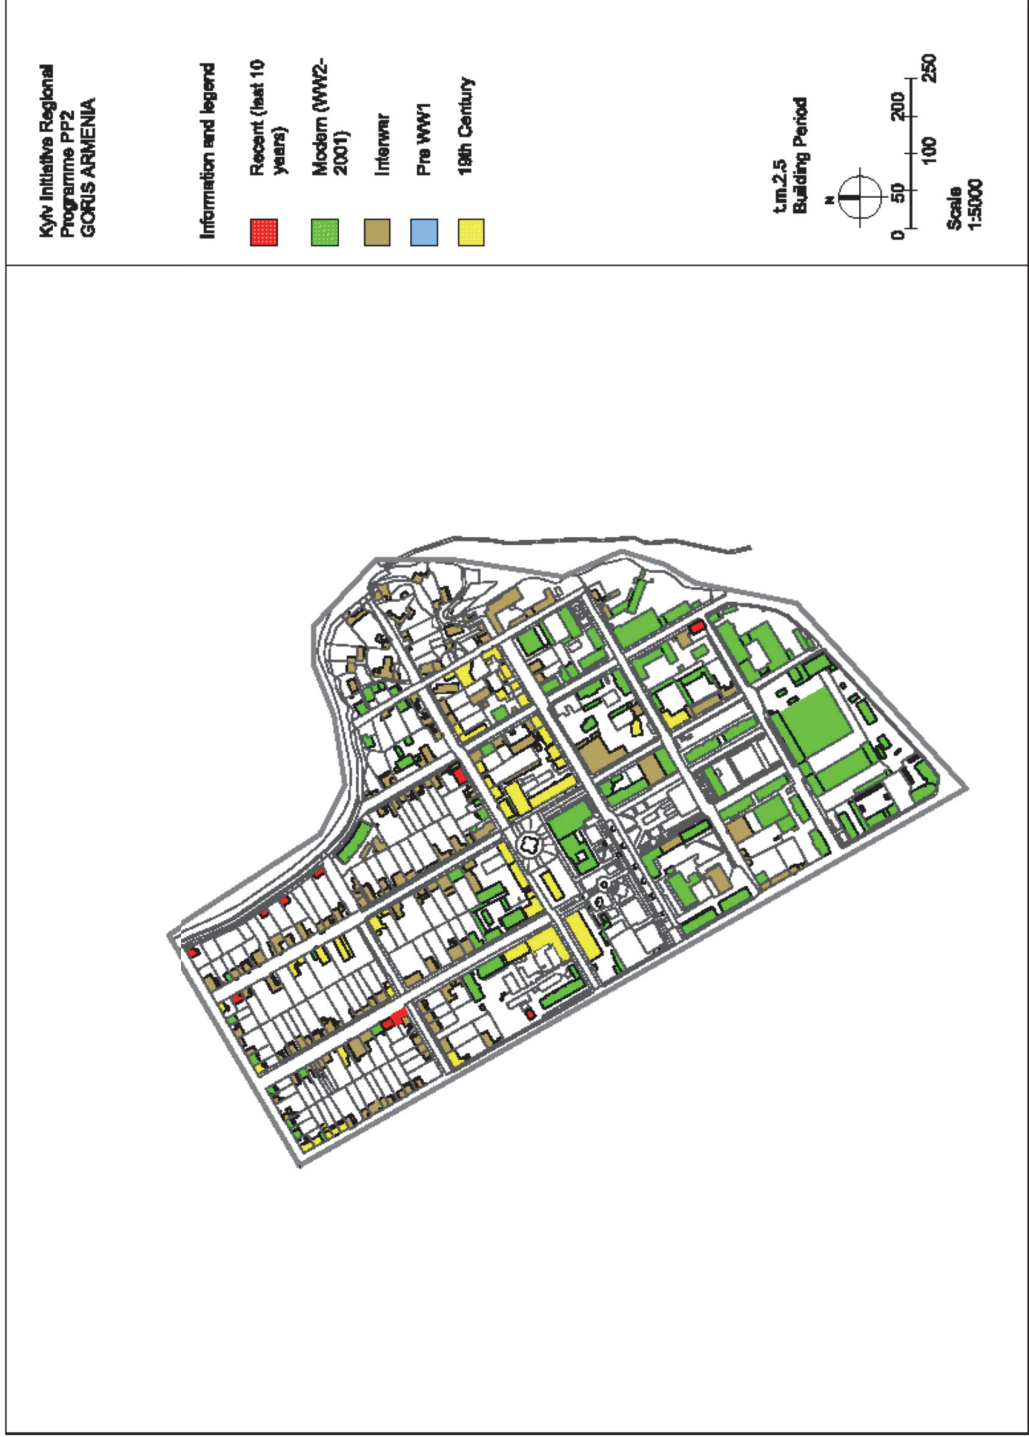 Kyiv Initiative Regional
Programme PP2
GORIS ARMENIA
Information and legend
Recent (last 10
years)
Modern (WW2-
2001)
Interwar
Pre WW1
19th Century
t.m.2.5
Building Period
N
0 50 100 200 250
Scale
1:5000